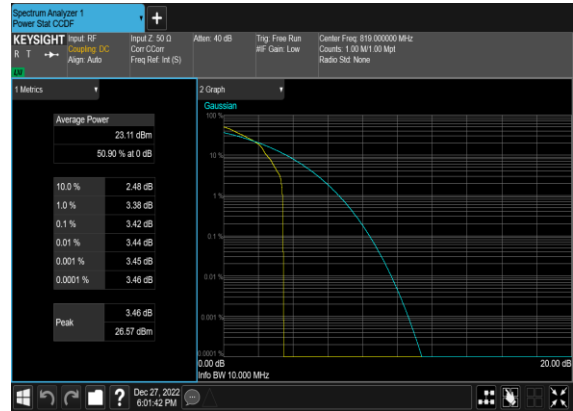 Spectrum Analyzer 1
Power Stat CCDF
KEYSIGHT
R T
LXI
Input: RF
Coupling: DC
Align: Auto
Input Z: 50 Ω
Corr CCorr
Freq Ref: Int (S)
Atten: 40 dB
Trig: Free Run
#IF Gain: Low
Center Freq: 819.000000 MHz
Counts: 1.00 M/1.00 Mpt
Radio Std: None
1 Metrics
Average Power
23.11 dBm
50.90 % at 0 dB
10.0 % 2.48 dB
1.0 % 3.38 dB
0.1 % 3.42 dB
0.01 % 3.44 dB
0.001 % 3.45 dB
0.0001 % 3.46 dB
Peak 3.46 dB
26.57 dBm
2 Graph
Gaussian
100 %
10 %
1 %
0.1 %
0.01 %
0.001 %
0.0001 %
0.00 dB
20.00 dB
Info BW 10.000 MHz
?
Dec 27, 2022
6:01:42 PM